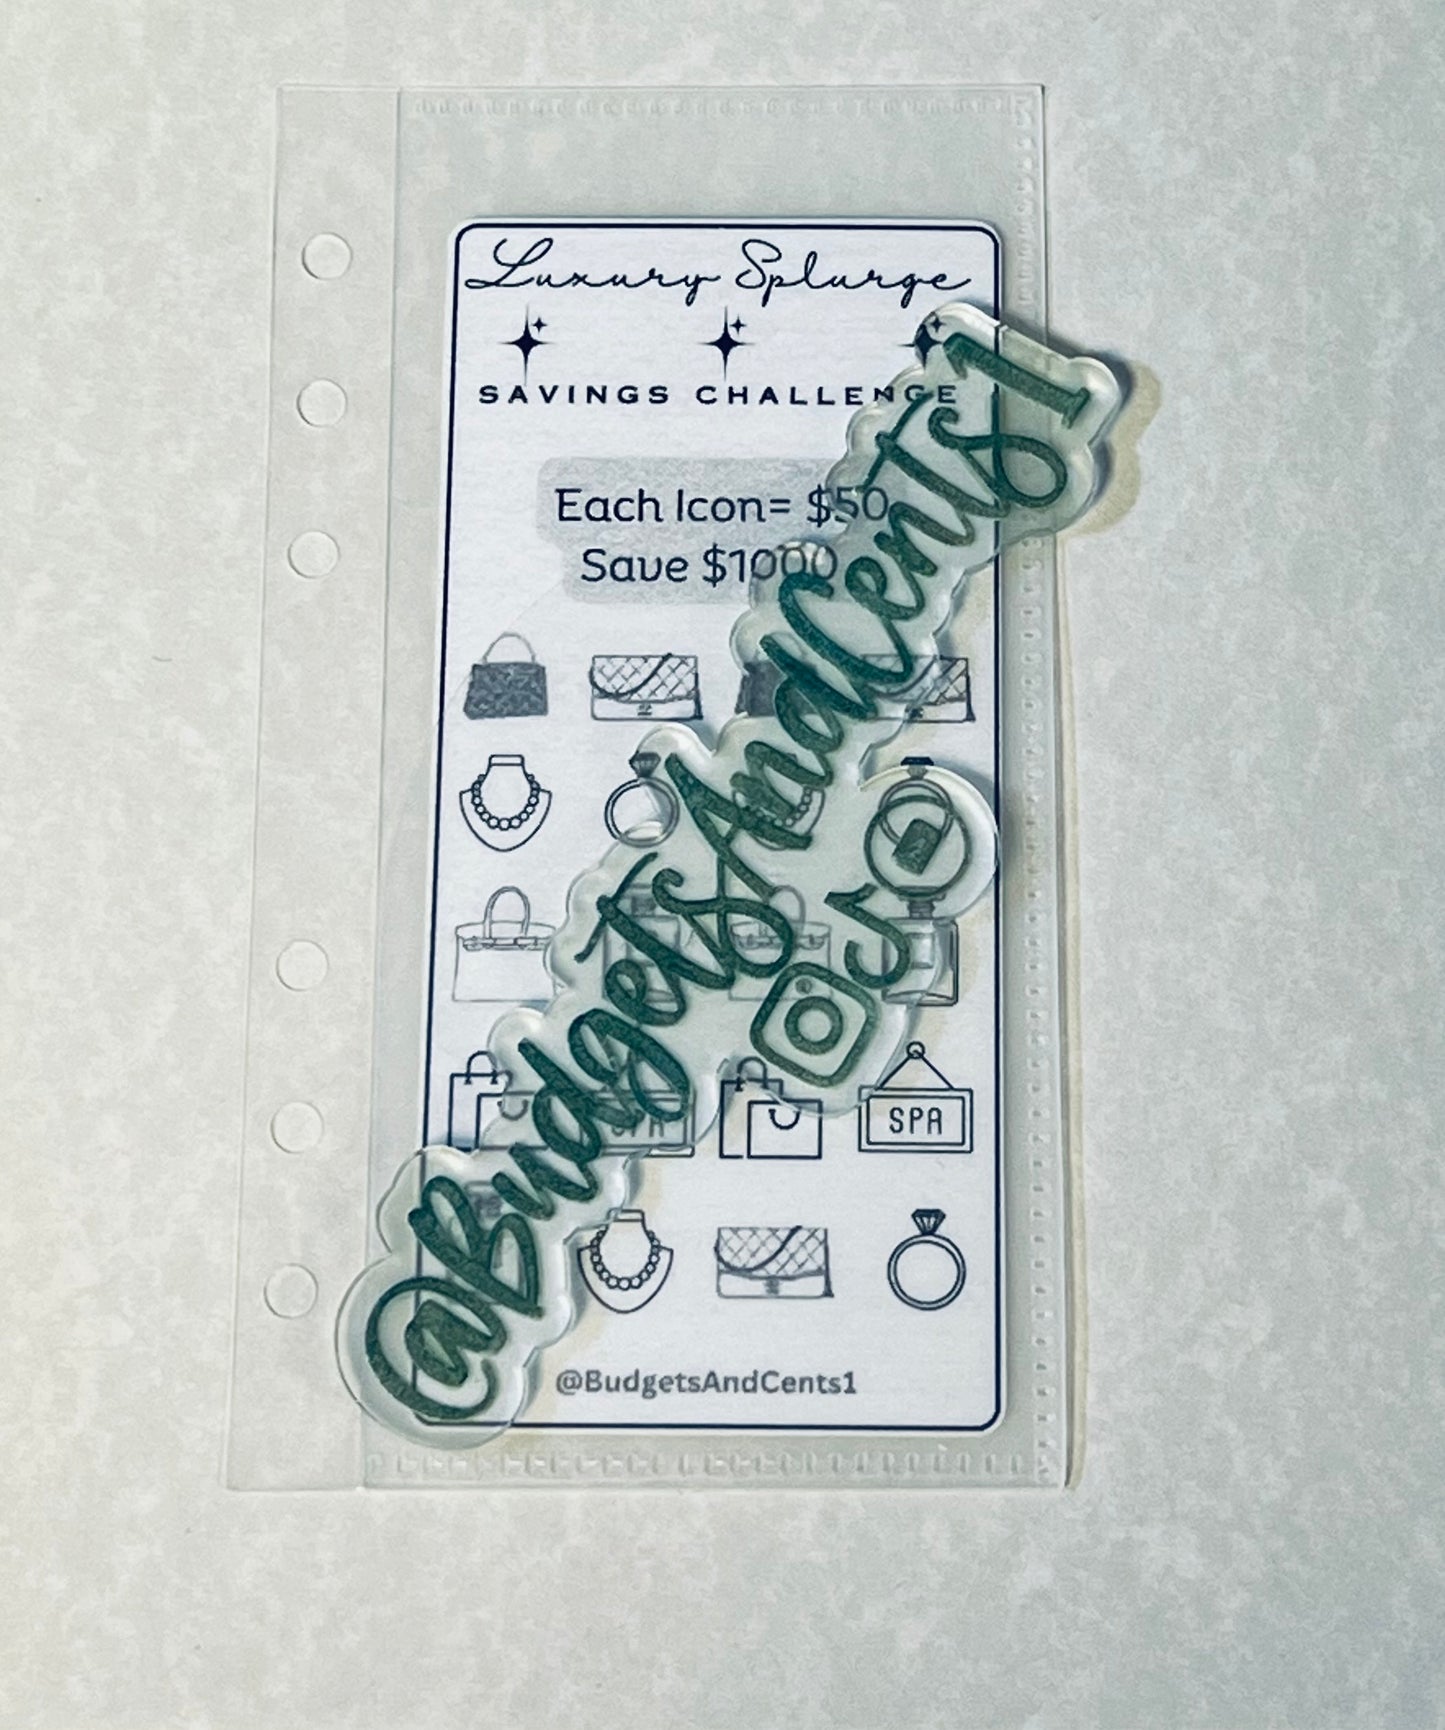 Luxury Splurge
SAVINGS CHALLENGE
Each Icon= $50
Save $1000
@BudgetsAndCents1
SPA
SPA
@BudgetsAndCents1